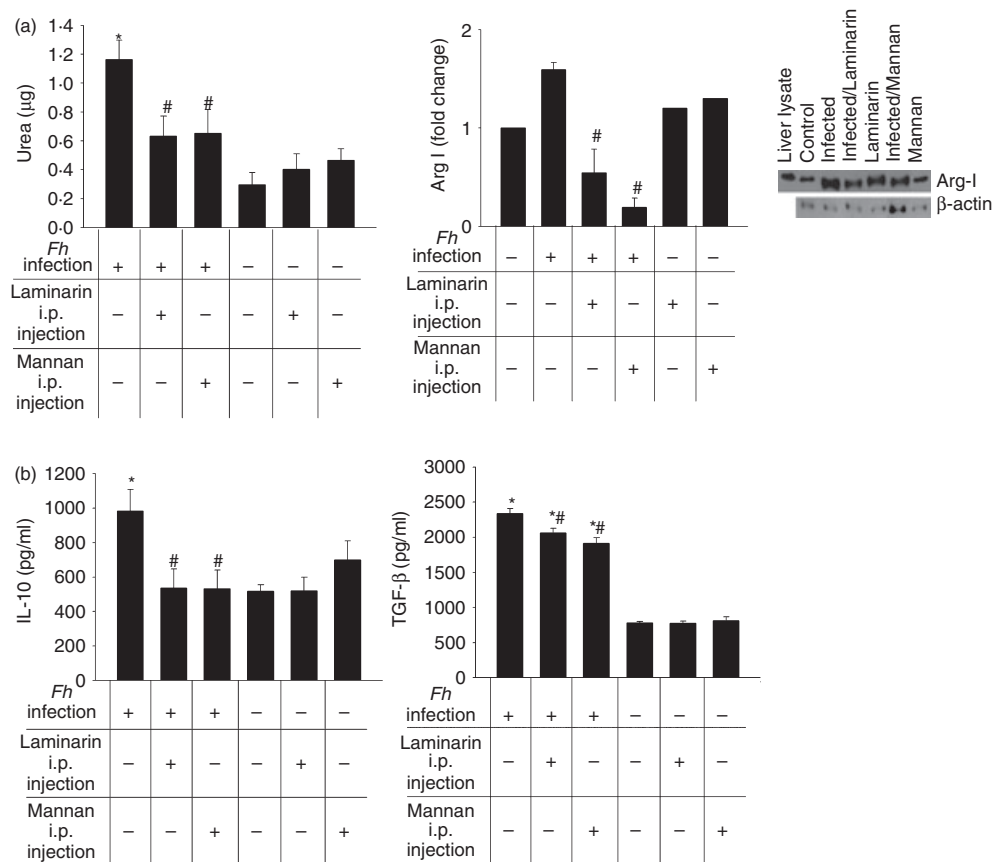 (a)
1·4
1·2
1·0
0·8
0·6
0·4
0·2
0·0
Urea (μg)
*
#
#
Fh
infection
+ + + – – –
Laminarin
i.p.
injection
– + – – + –
Mannan
i.p.
injection
– – + – – +
2
1
0
Arg I (fold change)
#
#
Fh
infection
– + + + – –
Laminarin
i.p.
injection
– – + – + –
Mannan
i.p.
injection
– – – + – +
Liver lysate
Control
Infected
Infected/Laminarin
Laminarin
Infected/Mannan
Mannan
Arg-I
β-actin
(b)
1200
1000
800
600
400
200
0
IL-10 (pg/ml)
*
#
#
Fh
infection
+ + + – – –
Laminarin
i.p.
injection
– + – – + –
Mannan
i.p.
injection
– – + – – +
3000
2500
2000
1500
1000
500
0
TGF-β (pg/ml)
*
*#
*#
Fh
infection
+ + + – – –
Laminarin
i.p.
injection
– + – – + –
Mannan
i.p.
injection
– – + – – +